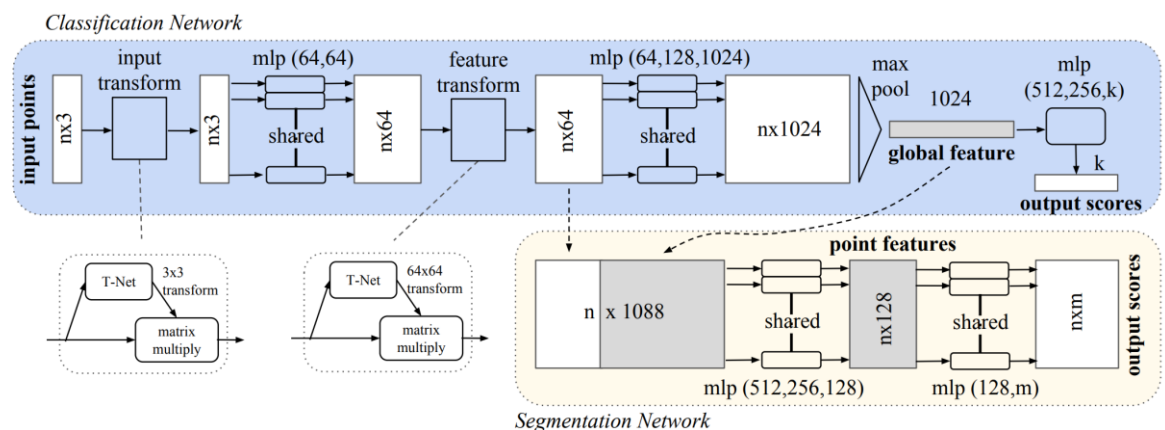 Classification Network
input points
nx3
input
transform
nx3
mlp (64,64)
shared
nx64
feature
transform
nx64
mlp (64,128,1024)
shared
nx1024
max
pool
1024
global feature
mlp
(512,256,k)
k
output scores
T-Net
3x3
transform
matrix
multiply
T-Net
64x64
transform
matrix
multiply
point features
n x 1088
shared
mlp (512,256,128)
nx128
shared
mlp (128,m)
nxm
output scores
Segmentation Network